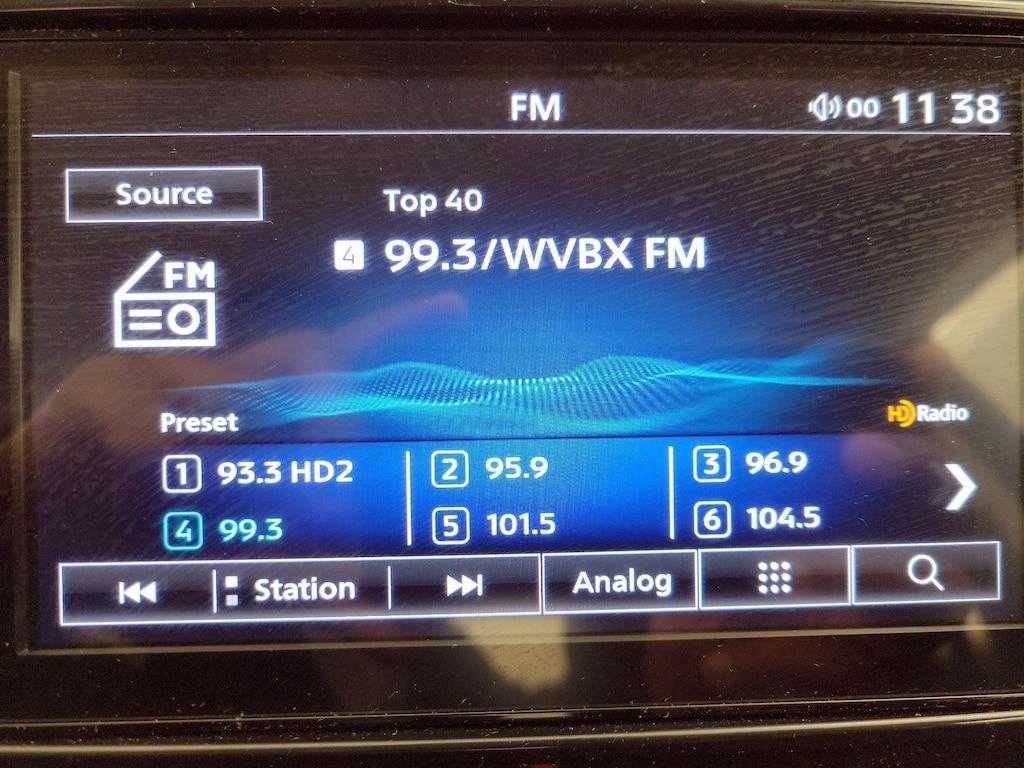 FM 00 11 38
Source
Top 40
4 99.3/WVBX FM
FM
Preset
HD Radio
1 93.3 HD2 2 95.9 3 96.9
4 99.3 5 101.5 6 104.5
Station Analog